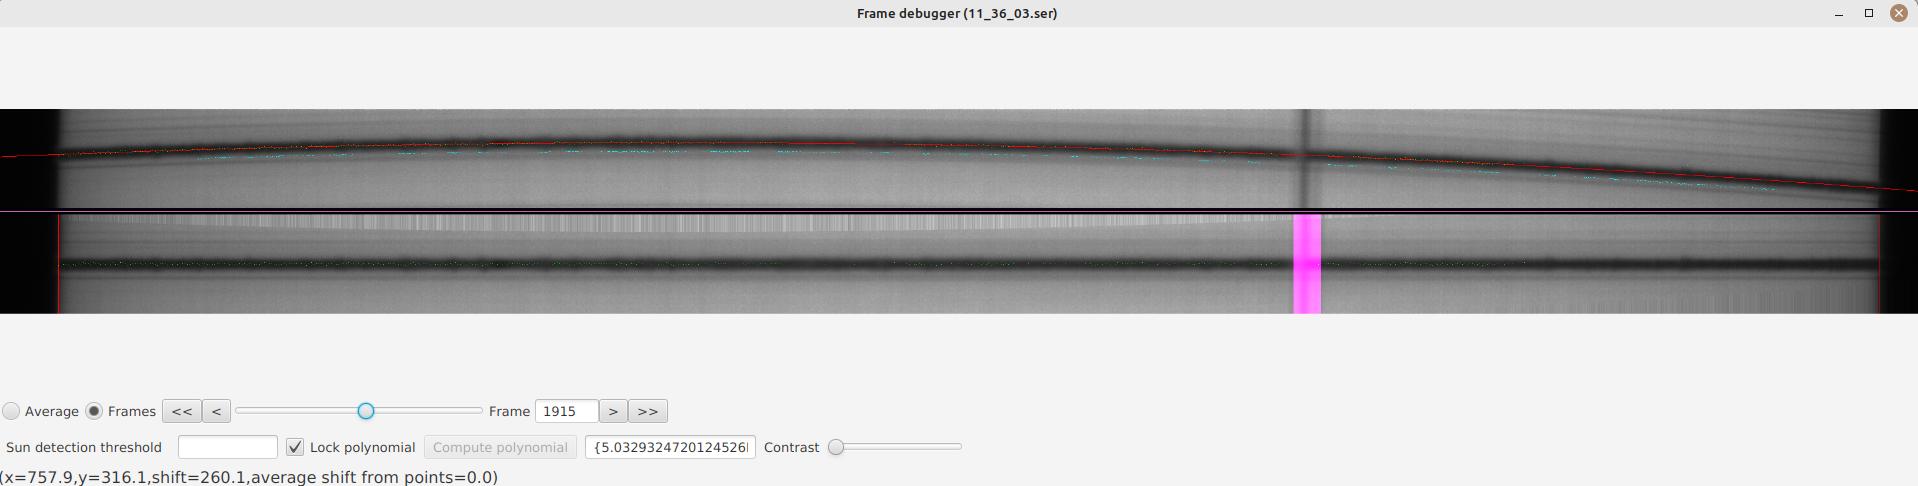 Frame debugger (11_36_03.ser)
Average Frames << < Frame 1915 > >>
Sun detection threshold Lock polynomial Compute polynomial {5.0329324720124526 Contrast
(x=757.9,y=316.1,shift=260.1,average shift from points=0.0)